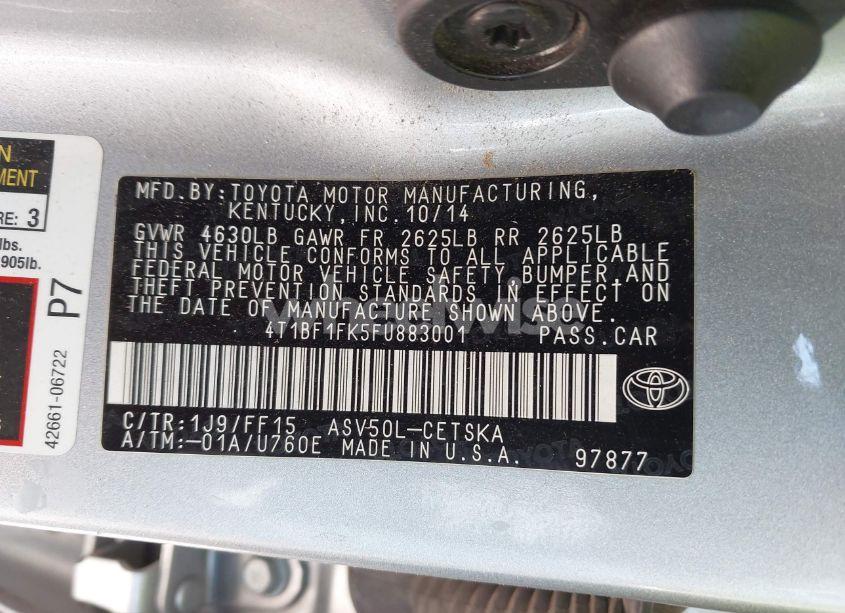 N
MENT
RE: 3
lbs.
905lb.
P7
42661-06722
MFD.BY:TOYOTA MOTOR MANUFACTURING,
KENTUCKY,INC.10/14
GVWR 4630LB GAWR FR 2625LB RR 2625LB
THIS VEHICLE CONFORMS TO ALL APPLICABLE
FEDERAL MOTOR VEHICLE SAFETY,BUMPER,AND
THEFT PREVENTION STANDARDS IN EFFECT ON
THE DATE OF MANUFACTURE SHOWN ABOVE.
4T1BF1FK5FU883001 PASS.CAR
C/TR:1J9/FF15 ASV50L-CETSKA
A/TM:-01A/U760E MADE IN U.S.A. 97877